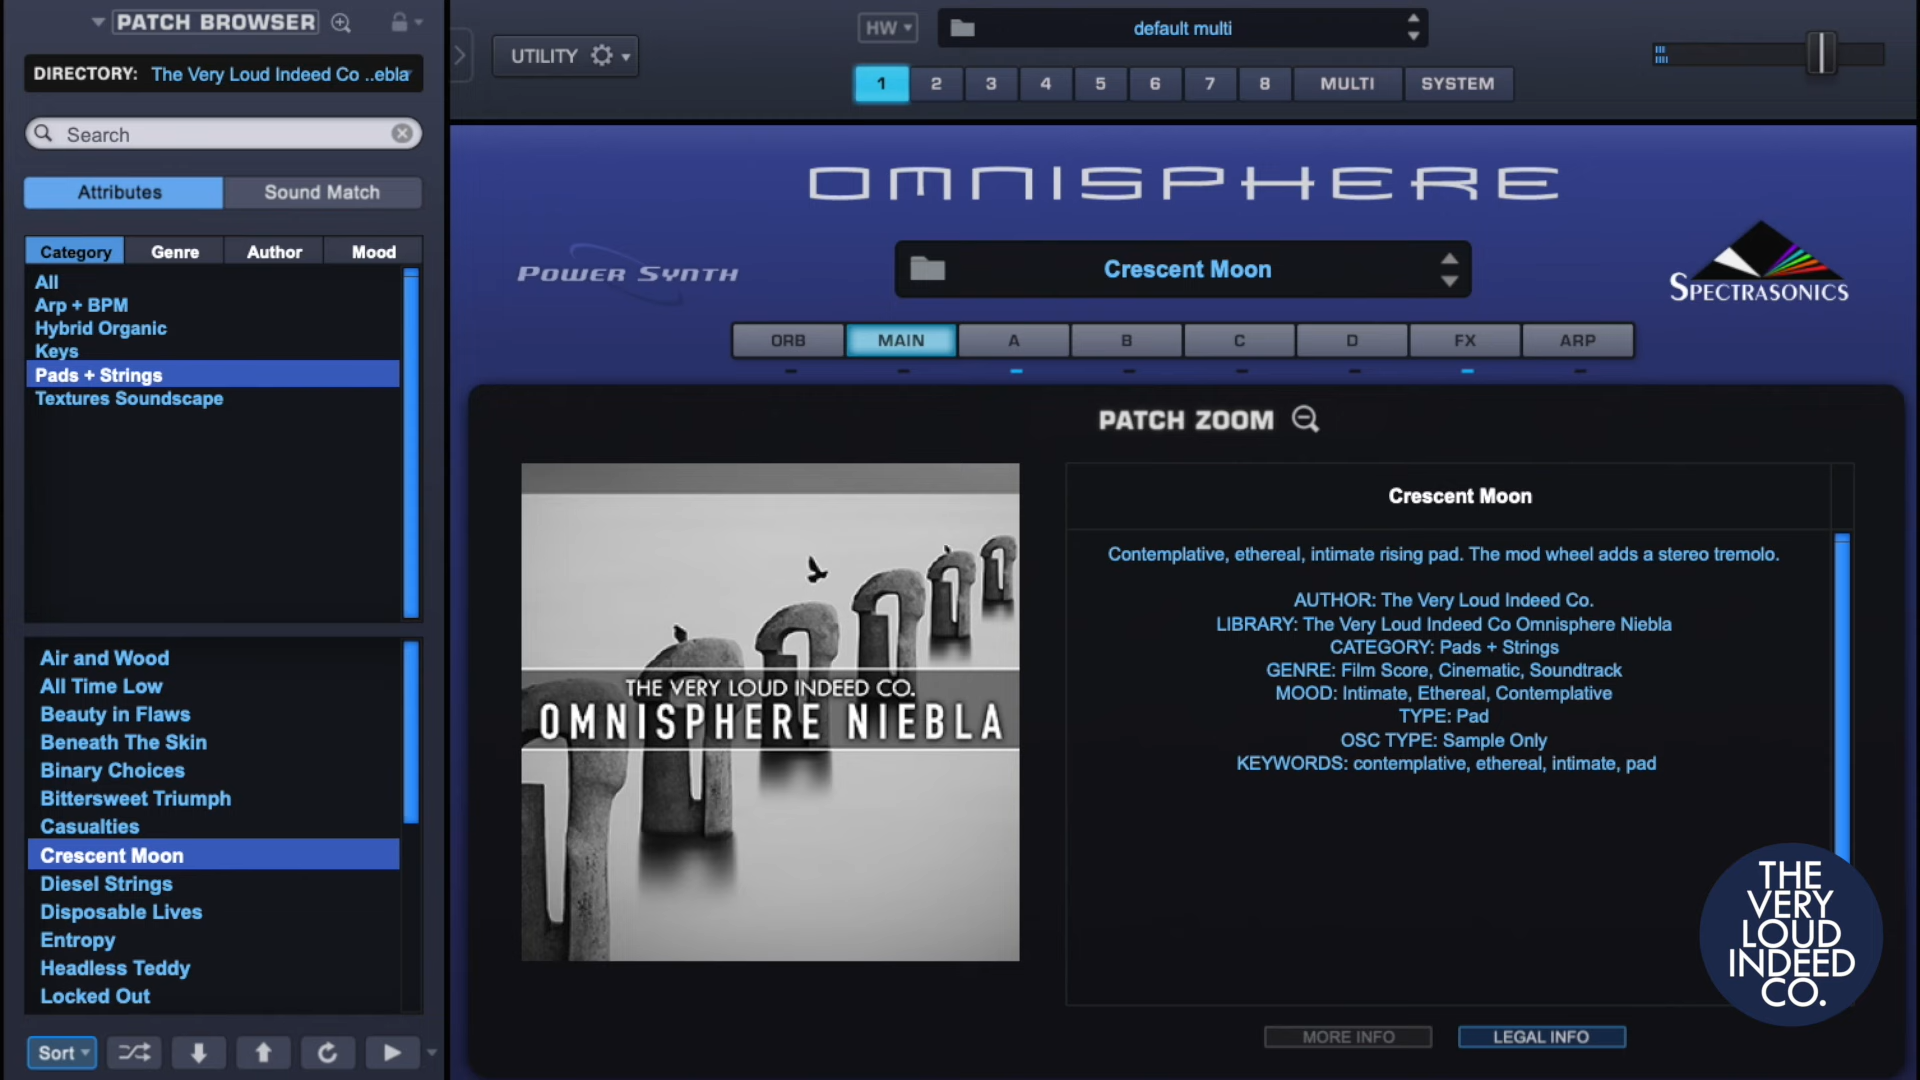 PATCH BROWSER
DIRECTORY: The Very Loud Indeed Co ..ebla
Search
Attributes
Sound Match
Category
Genre
Author
Mood
All
Arp + BPM
Hybrid Organic
Keys
Pads + Strings
Textures Soundscape
Air and Wood
All Time Low
Beauty in Flaws
Beneath The Skin
Binary Choices
Bittersweet Triumph
Casualties
Crescent Moon
Diesel Strings
Disposable Lives
Entropy
Headless Teddy
Locked Out
Sort
UTILITY
HW
default multi
1 2 3 4 5 6 7 8 MULTI SYSTEM
OMNISPHERE
POWER SYNTH
Crescent Moon
SPECTRASONICS
ORB MAIN A B C D FX ARP
PATCH ZOOM
THE VERY LOUD INDEED CO.
OMNISPHERE NIEBLA
Crescent Moon
Contemplative, ethereal, intimate rising pad. The mod wheel adds a stereo tremolo.
AUTHOR: The Very Loud Indeed Co.
LIBRARY: The Very Loud Indeed Co Omnisphere Niebla
CATEGORY: Pads + Strings
GENRE: Film Score, Cinematic, Soundtrack
MOOD: Intimate, Ethereal, Contemplative
TYPE: Pad
OSC TYPE: Sample Only
KEYWORDS: contemplative, ethereal, intimate, pad
THE
VERY
LOUD
INDEED
CO.
MORE INFO
LEGAL INFO